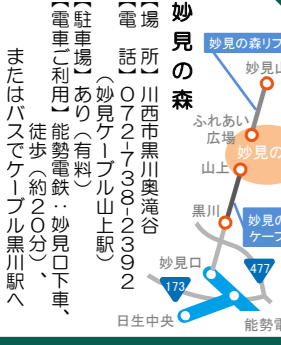 妙見の森
【場　所】川西市黒川奥滝谷
【電　話】072-738-2392
（妙見ケーブル山上駅）
【駐車場】あり（有料）
【電車ご利用】能勢電鉄：妙見口下車、
徒歩（約20分）、
またはバスでケーブル黒川駅へ
妙見の森リフ
妙見山
ふれあい
広場
妙見の
山上
黒川
妙見の
ケーブ
妙見口
477
173
日生中央
能勢電